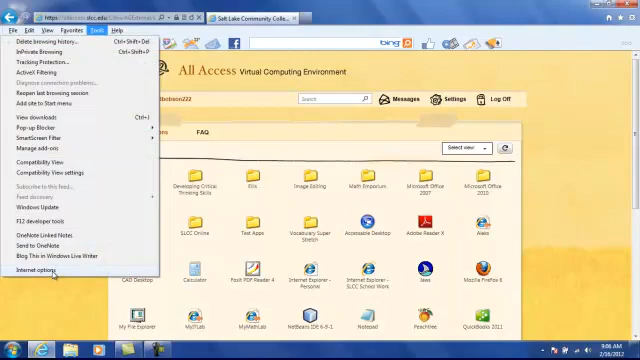 Salt Lake Community Colle...
File Edit View Favorites Tools Help
bing
Delete browsing history... Ctrl+Shift+Del
InPrivate Browsing Ctrl+Shift+P
Tracking Protection...
ActiveX Filtering
Diagnose connection problems...
Reopen last browsing session
Add site to Start menu
View downloads Ctrl+J
Pop-up Blocker
SmartScreen Filter
Manage add-ons
Compatibility View
Compatibility View settings
Subscribe to this feed...
Feed discovery
Windows Update
F12 developer tools
OneNote Linked Notes
Send to OneNote
Blog This in Windows Live Writer
Internet options
All Access Virtual Computing Environment
dbobson222 Search Messages Settings Log Off
FAQ
Select view:
Developing Critical Thinking Skills
Ellis
Image Editing
Math Emporium
Microsoft Office 2007
Microsoft Office 2010
SLCC Online
Test Apps
Vocabulary Super Stretch
Accessible Desktop
Adobe Reader X
Aleks
CAD Desktop
Calculator
Foxit PDF Reader 4
Internet Explorer - Personal
Internet Explorer - SLCC School Work
Jaws
Mozilla Firefox 6
My File Explorer
MyITLab
MyMathLab
NetBeans IDE 6-9-1
Notepad
Peachtree
QuickBooks 2011
9:06 AM
2/16/2012